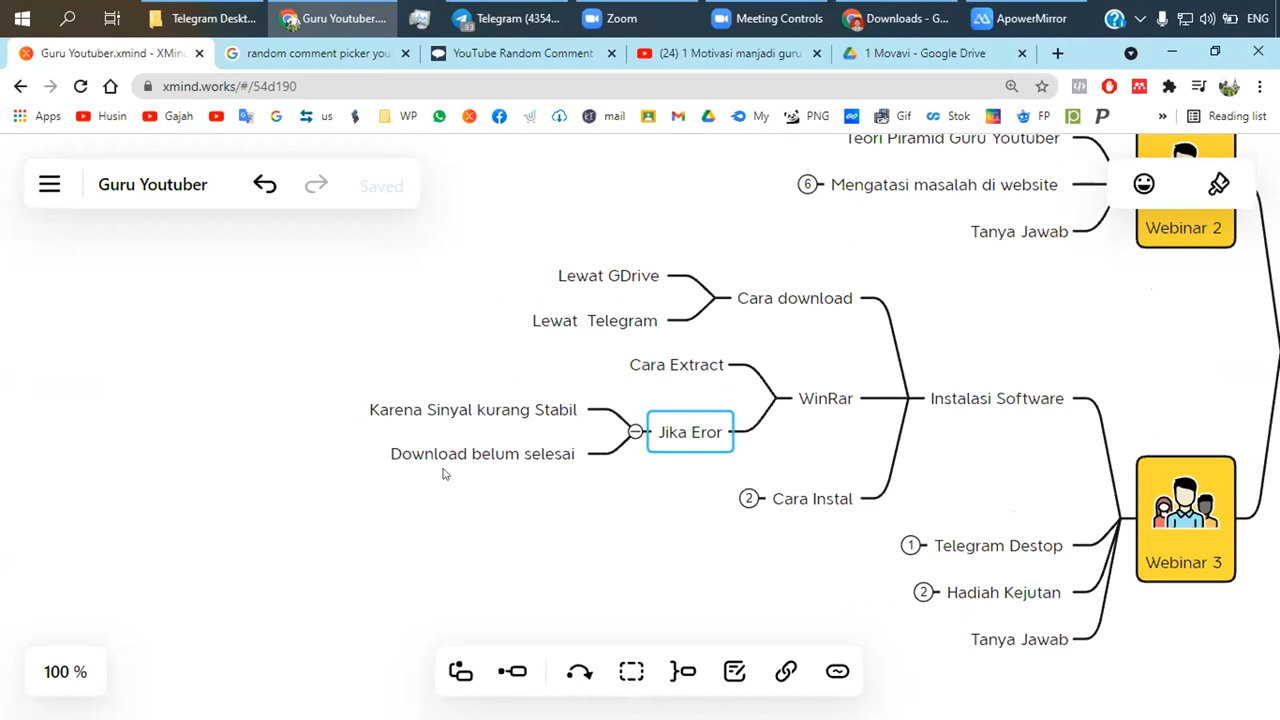 Telegram Deskt...
Guru Youtuber....
Telegram (4354...
93
Zoom
Meeting Controls
Downloads - G...
ApowerMirror
ENG
Guru Youtuber.xmind - XMin
random comment picker you
YouTube Random Comment
(24) 1 Motivasi manjadi guru
1 Movavi - Google Drive
xmind.works/#/54d190
Apps
Husin
Gajah
us
WP
mail
My
PNG
Gif
Stok
FP
»
Reading list
Guru Youtuber
Saved
Teori Piramid Guru Youtuber
6 Mengatasi masalah di website
Tanya Jawab
Webinar 2
Lewat GDrive
Cara download
Lewat Telegram
Cara Extract
WinRar
Instalasi Software
Karena Sinyal kurang Stabil
Jika Eror
Download belum selesai
2 Cara Instal
1 Telegram Destop
Webinar 3
2 Hadiah Kejutan
Tanya Jawab
100 %